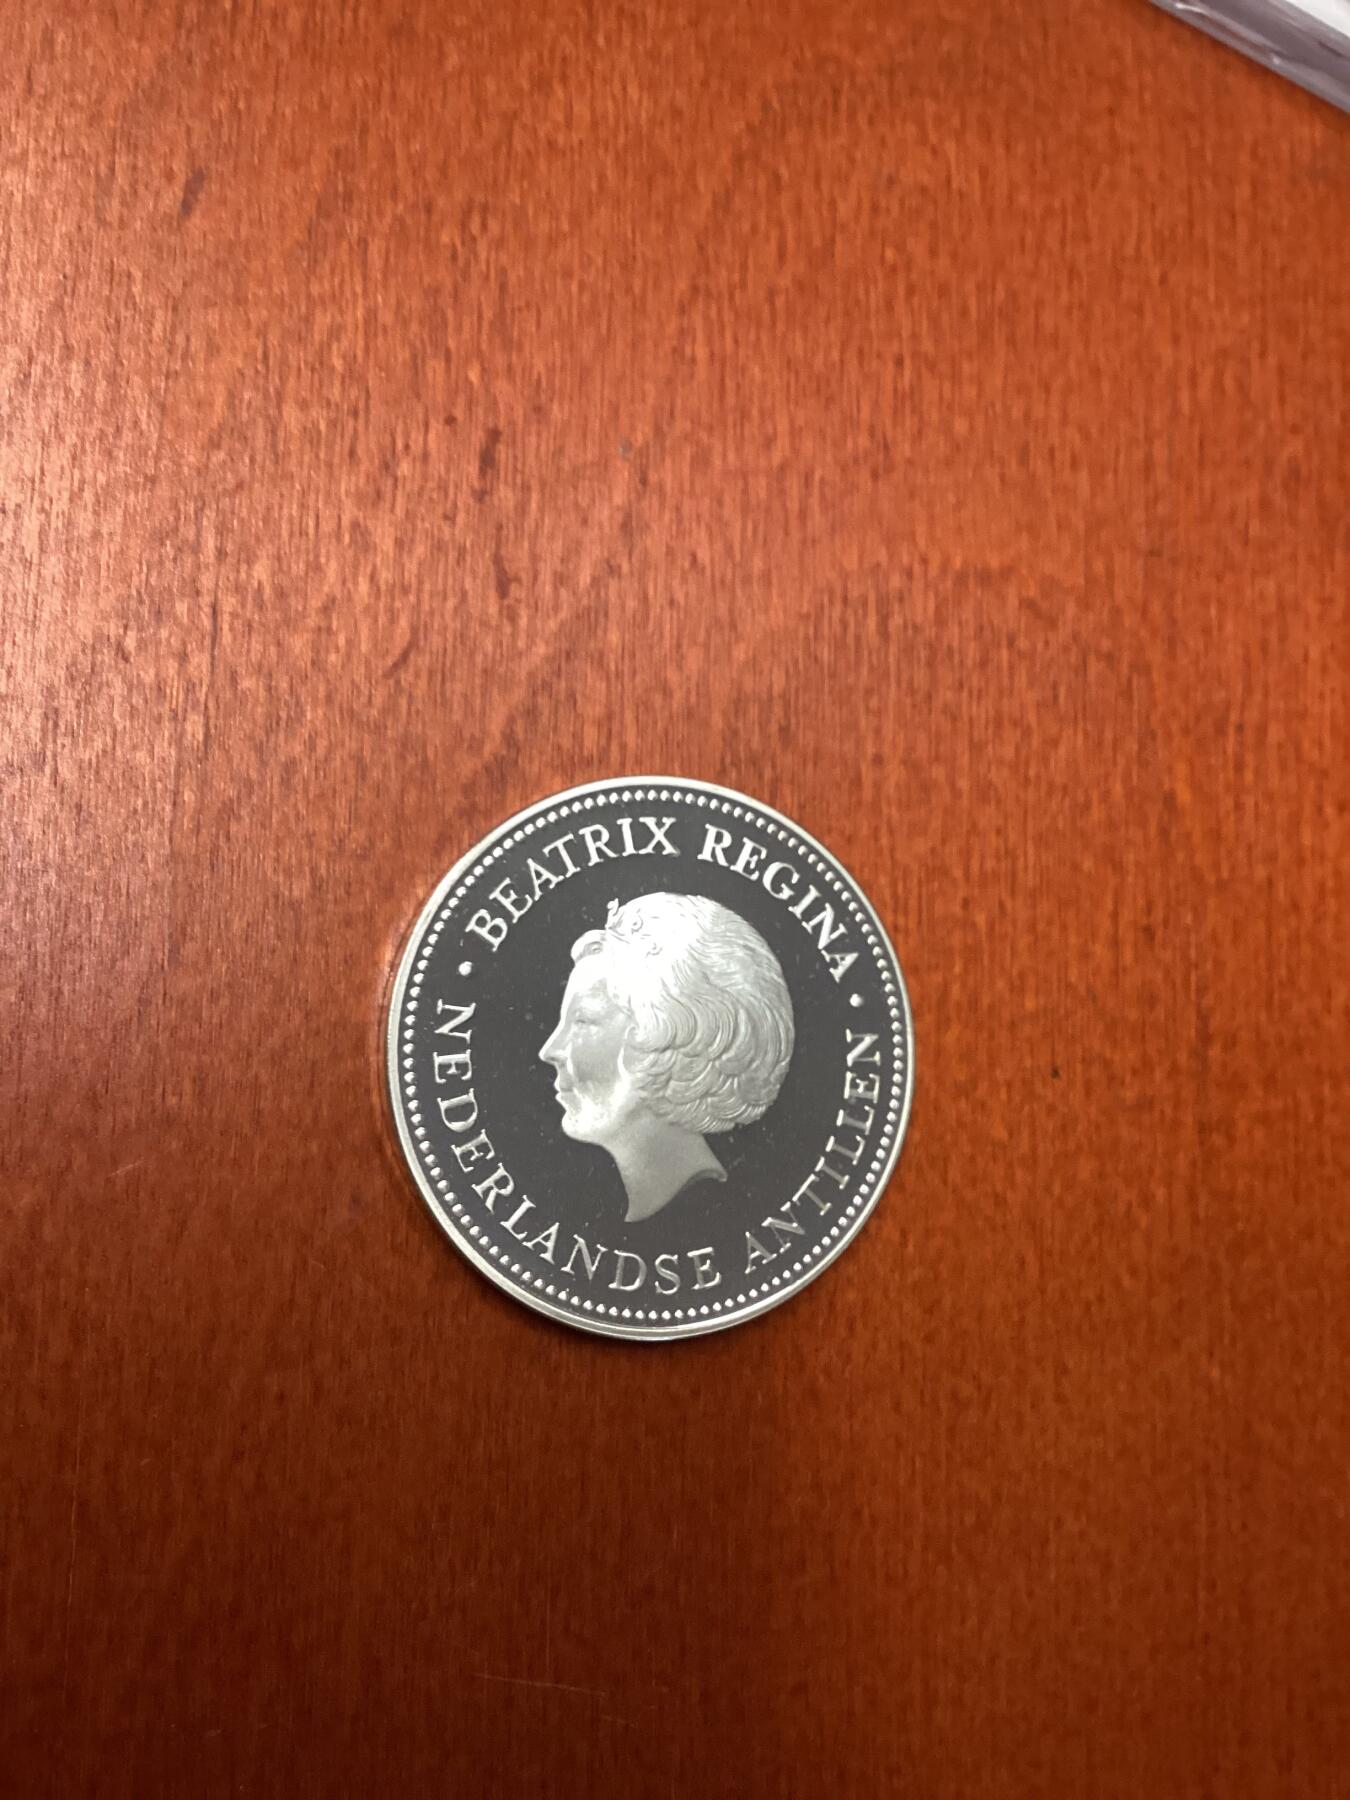 • BEATRIX REGINA •
NEDERLANDSE ANTILLEN